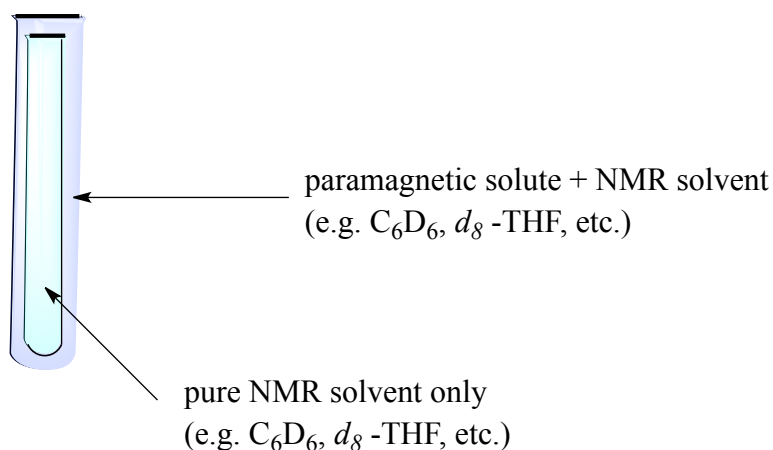 paramagnetic solute + NMR solvent
(e.g. C₆D₆, d₈ -THF, etc.)
pure NMR solvent only
(e.g. C₆D₆, d₈ -THF, etc.)